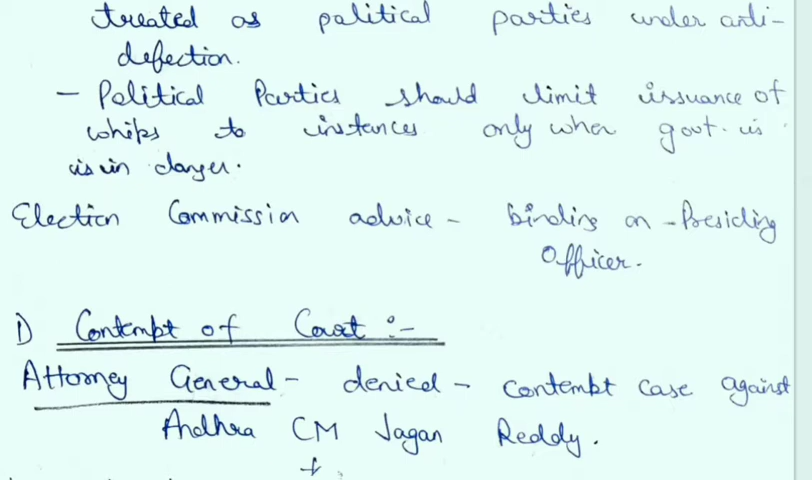 treated as political parties under anti-
defection.
- Political Parties should limit issuance of
whips to instances only when govt. is
is in danger.
Election Commission advice - binding on - Presiding
Officer.
1) Contempt of Court :-
Attorney General - denied - contempt case against
Andhra CM Jagan Reddy.